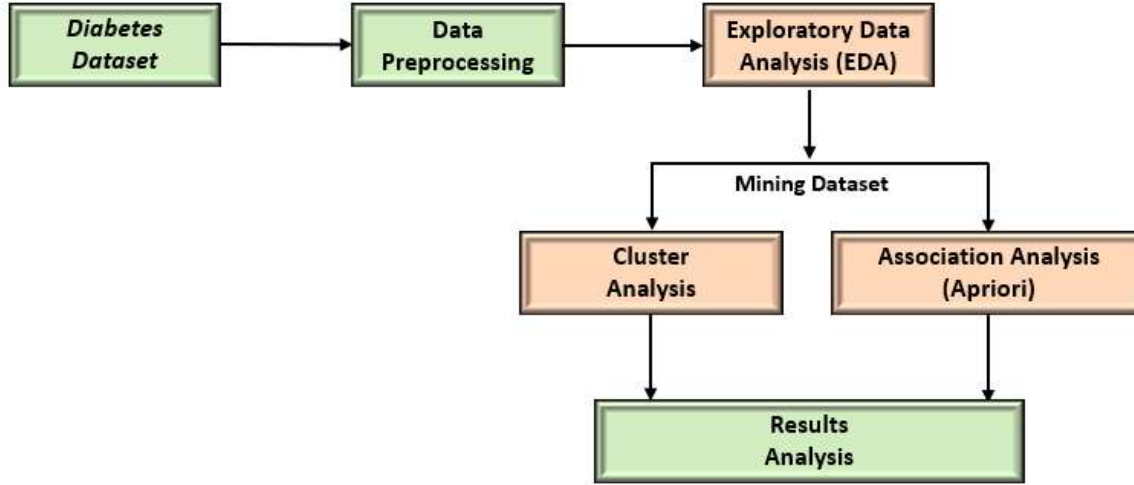 Diabetes
Dataset
Data
Preprocessing
Exploratory Data
Analysis (EDA)
Mining Dataset
Cluster
Analysis
Association Analysis
(Apriori)
Results
Analysis